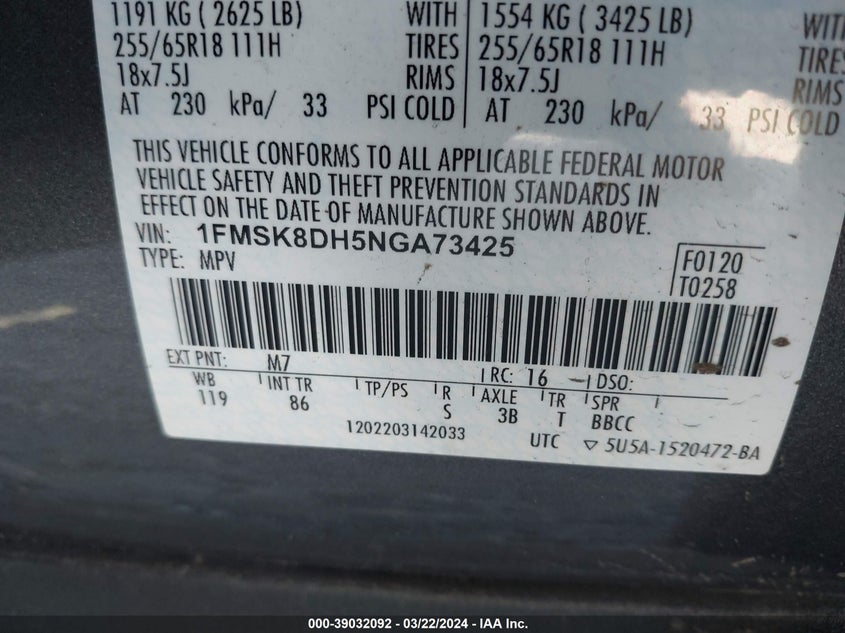 1191 KG ( 2625 LB) WITH 1554 KG ( 3425 LB) WITH
255/65R18 111H TIRES 255/65R18 111H TIRES
18x7.5J RIMS 18x7.5J RIMS
AT 230 kPa/ 33 PSI COLD AT 230 kPa/ 33 PSI COLD
THIS VEHICLE CONFORMS TO ALL APPLICABLE FEDERAL MOTOR
VEHICLE SAFETY AND THEFT PREVENTION STANDARDS IN
EFFECT ON THE DATE OF MANUFACTURE SHOWN ABOVE.
VIN: 1FMSK8DH5NGA73425
TYPE: MPV
F0120
T0258
EXT PNT: M7 RC: 16 DSO:
WB INT TR TP/PS R AXLE TR SPR
119 86 S 3B T BBCC
1202203142033 UTC ▽ 5U5A-1520472-BA
000-39032092 - 03/22/2024 - IAA Inc.